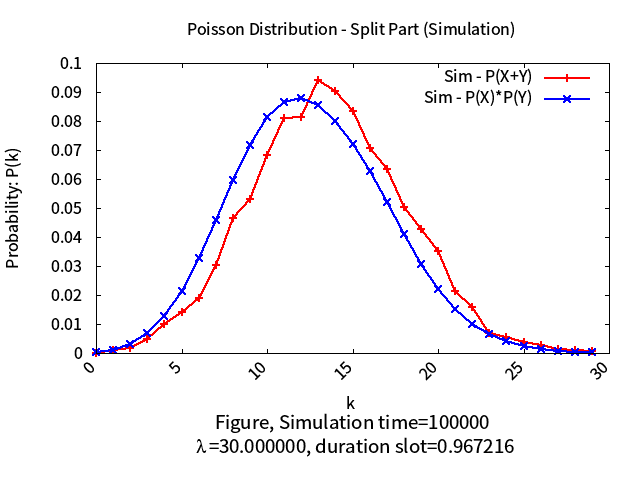 Poisson Distribution - Split Part (Simulation)
Sim - P(X+Y)
Sim - P(X)*P(Y)
Probability: P(k)
0.1
0.09
0.08
0.07
0.06
0.05
0.04
0.03
0.02
0.01
0
0 5 10 15 20 25 30
k
Figure, Simulation time=100000
λ=30.000000, duration slot=0.967216